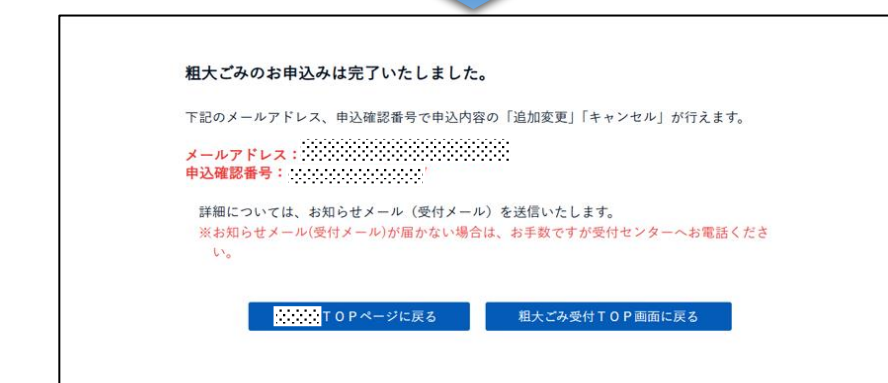 粗大ごみのお申込みは完了いたしました。
下記のメールアドレス、申込確認番号で申込内容の「追加変更」「キャンセル」が行えます。
メールアドレス：
申込確認番号：
詳細については、お知らせメール（受付メール）を送信いたします。
※お知らせメール(受付メール)が届かない場合は、お手数ですが受付センターへお電話くださ
い。
ＴＯＰページに戻る
粗大ごみ受付ＴＯＰ画面に戻る